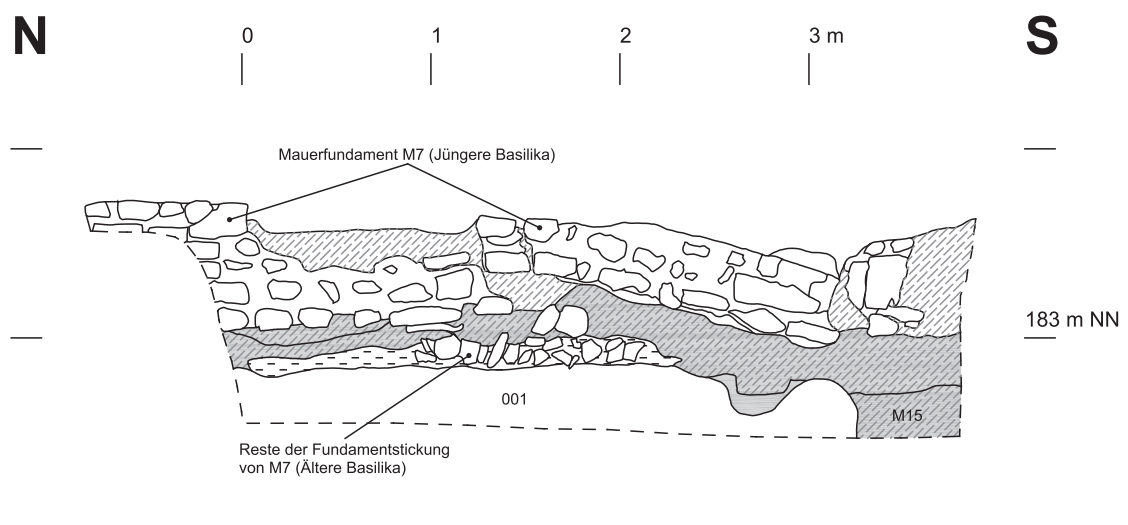 N
S
0 1 2 3 m
Mauerfundament M7 (Jüngere Basilika)
183 m NN
001
M15
Reste der Fundamentstickung
von M7 (Ältere Basilika)